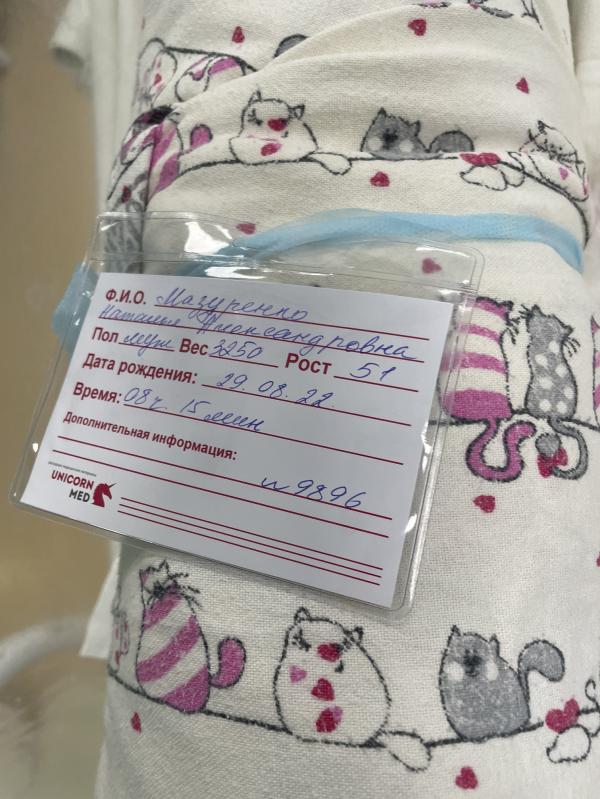 Ф.И.О. Мазуренко
Наталья Александровна
Пол муж Вес 3250 Рост 51
Дата рождения: 29.08.22.
Время: 08ч. 15 мин
Дополнительная информация:
и 9896
UNICORN
MED